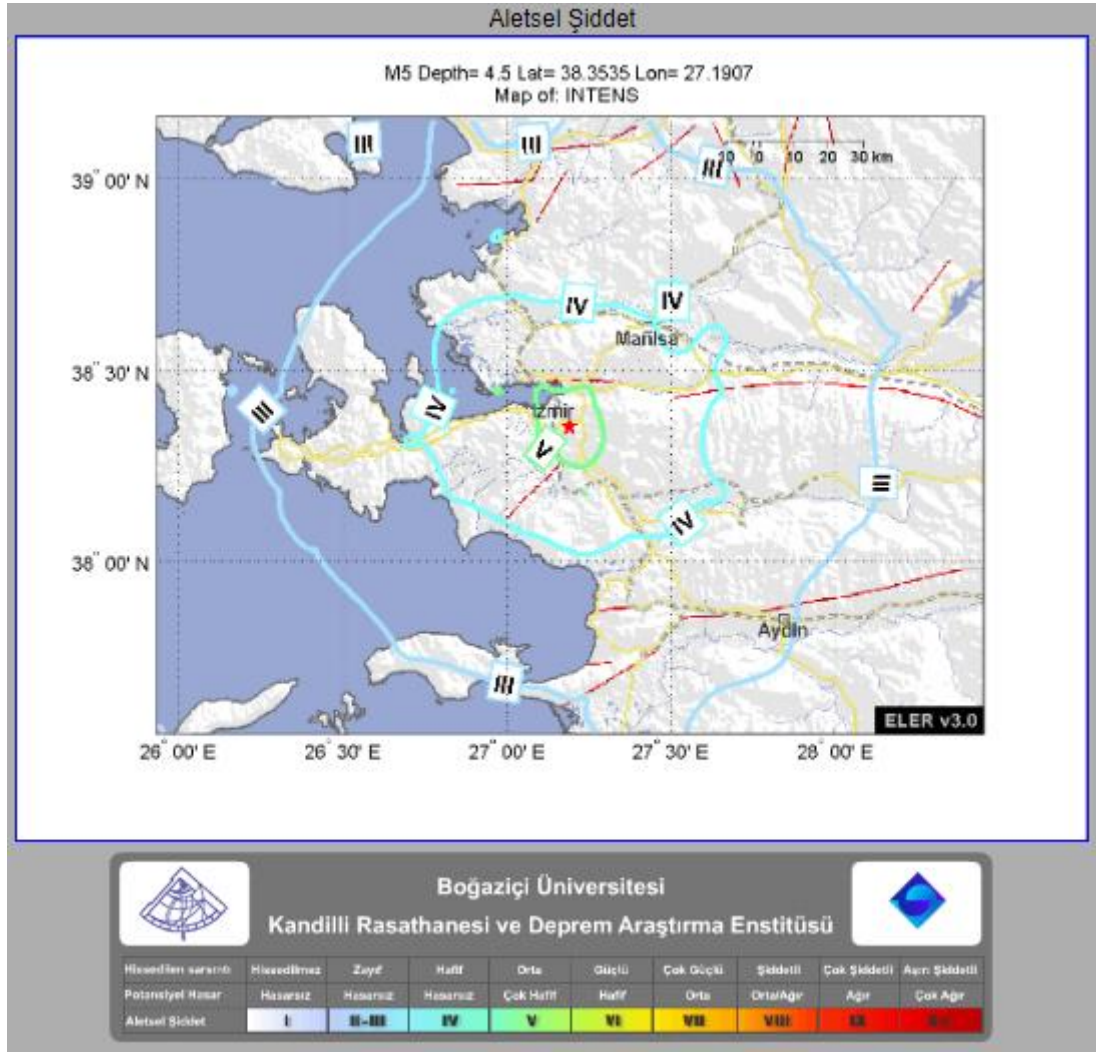 Aletsel Şiddet
M5 Depth= 4.5 Lat= 38.3535 Lon= 27.1907
Map of: INTENS
III
III
III
10 0 10 20 30 km
39° 00' N
IV
IV
Manisa
38° 30' N
III
IV
İzmir
V
III
IV
38° 00' N
Aydin
III
ELER v3.0
26° 00' E
26° 30' E
27° 00' E
27° 30' E
28° 00' E
Boğaziçi Üniversitesi
Kandilli Rasathanesi ve Deprem Araştırma Enstitüsü
Hissedilen sarsıntı Hissedilmez Zayıf Hafif Orta Güçlü Çok Güçlü Şiddetli Çok Şiddetli Aşırı Şiddetli
Potansiyel Hasar Hasarsız Hasarsız Hasarsız Çok Hafif Hafif Orta Orta/Ağır Ağır Çok Ağır
Aletsel Şiddet I II-III IV V VI VII VIII IX